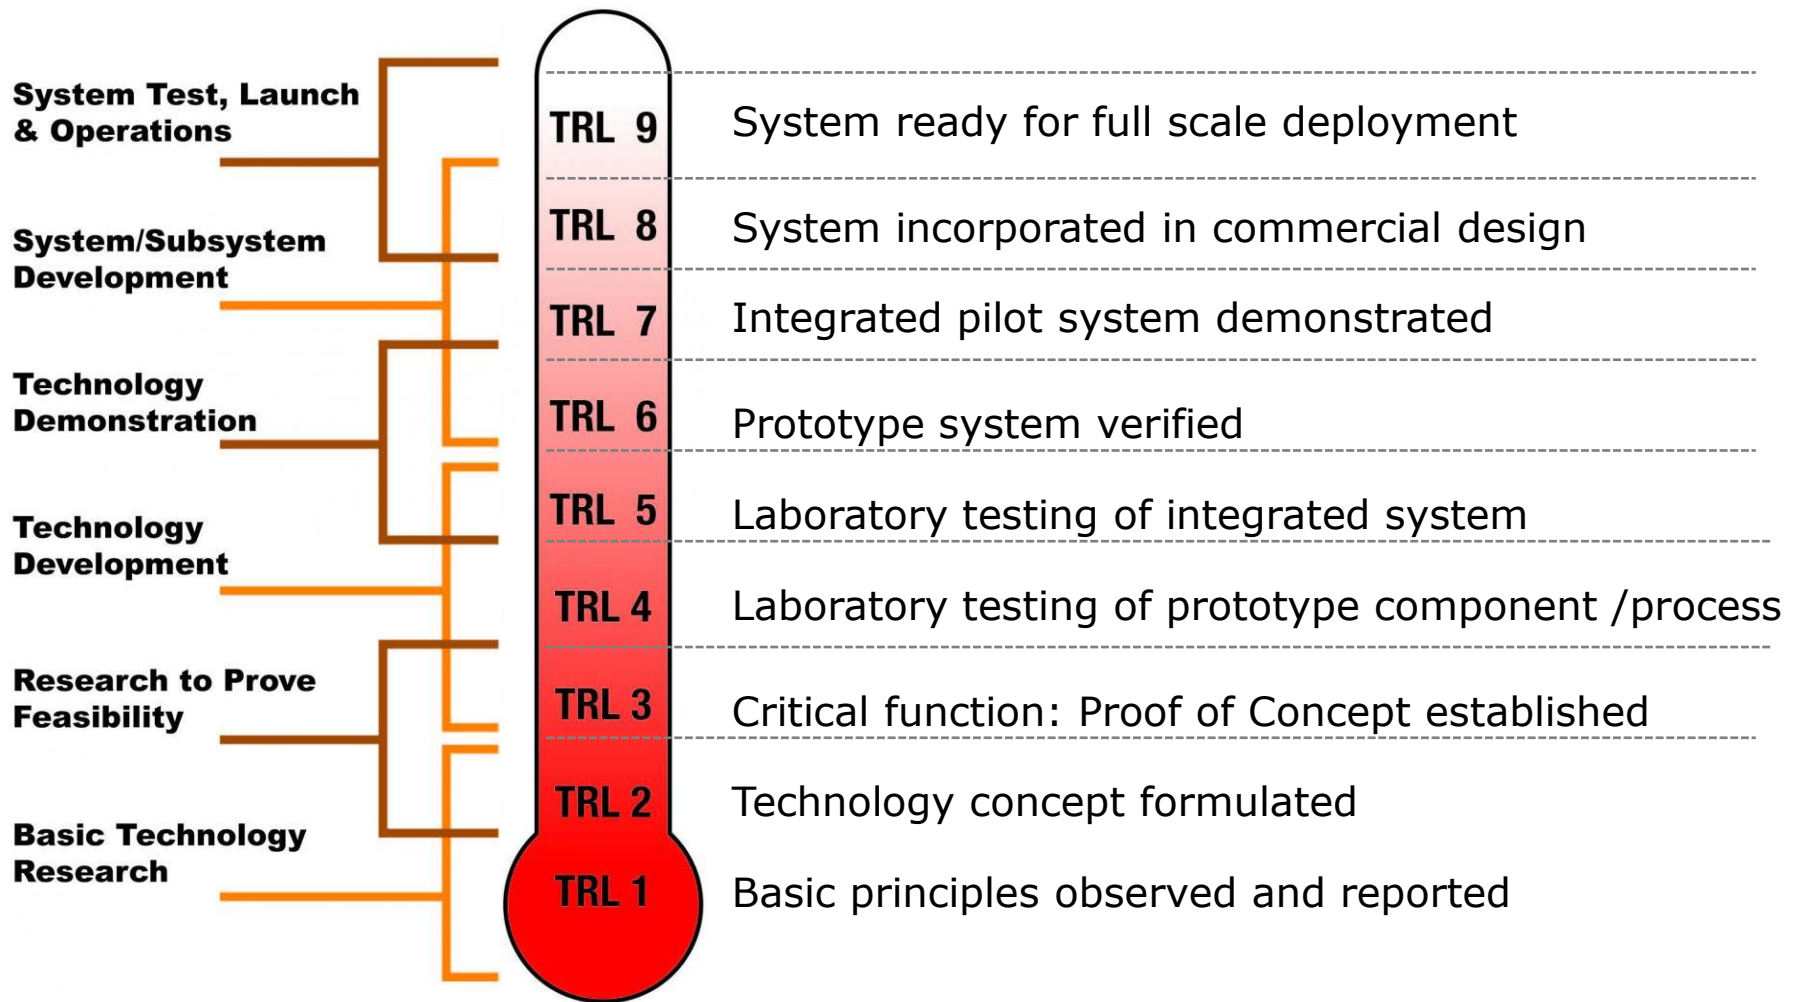 System Test, Launch
& Operations
System/Subsystem
Development
Technology
Demonstration
Technology
Development
Research to Prove
Feasibility
Basic Technology
Research
TRL 9
System ready for full scale deployment
TRL 8
System incorporated in commercial design
TRL 7
Integrated pilot system demonstrated
TRL 6
Prototype system verified
TRL 5
Laboratory testing of integrated system
TRL 4
Laboratory testing of prototype component /process
TRL 3
Critical function: Proof of Concept established
TRL 2
Technology concept formulated
TRL 1
Basic principles observed and reported